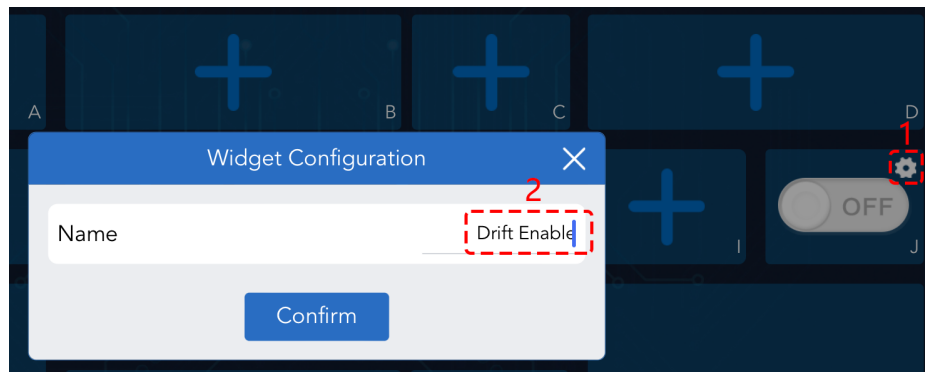 A
B
C
D
1
Widget Configuration
2
Name
Drift Enable
OFF
I
J
Confirm